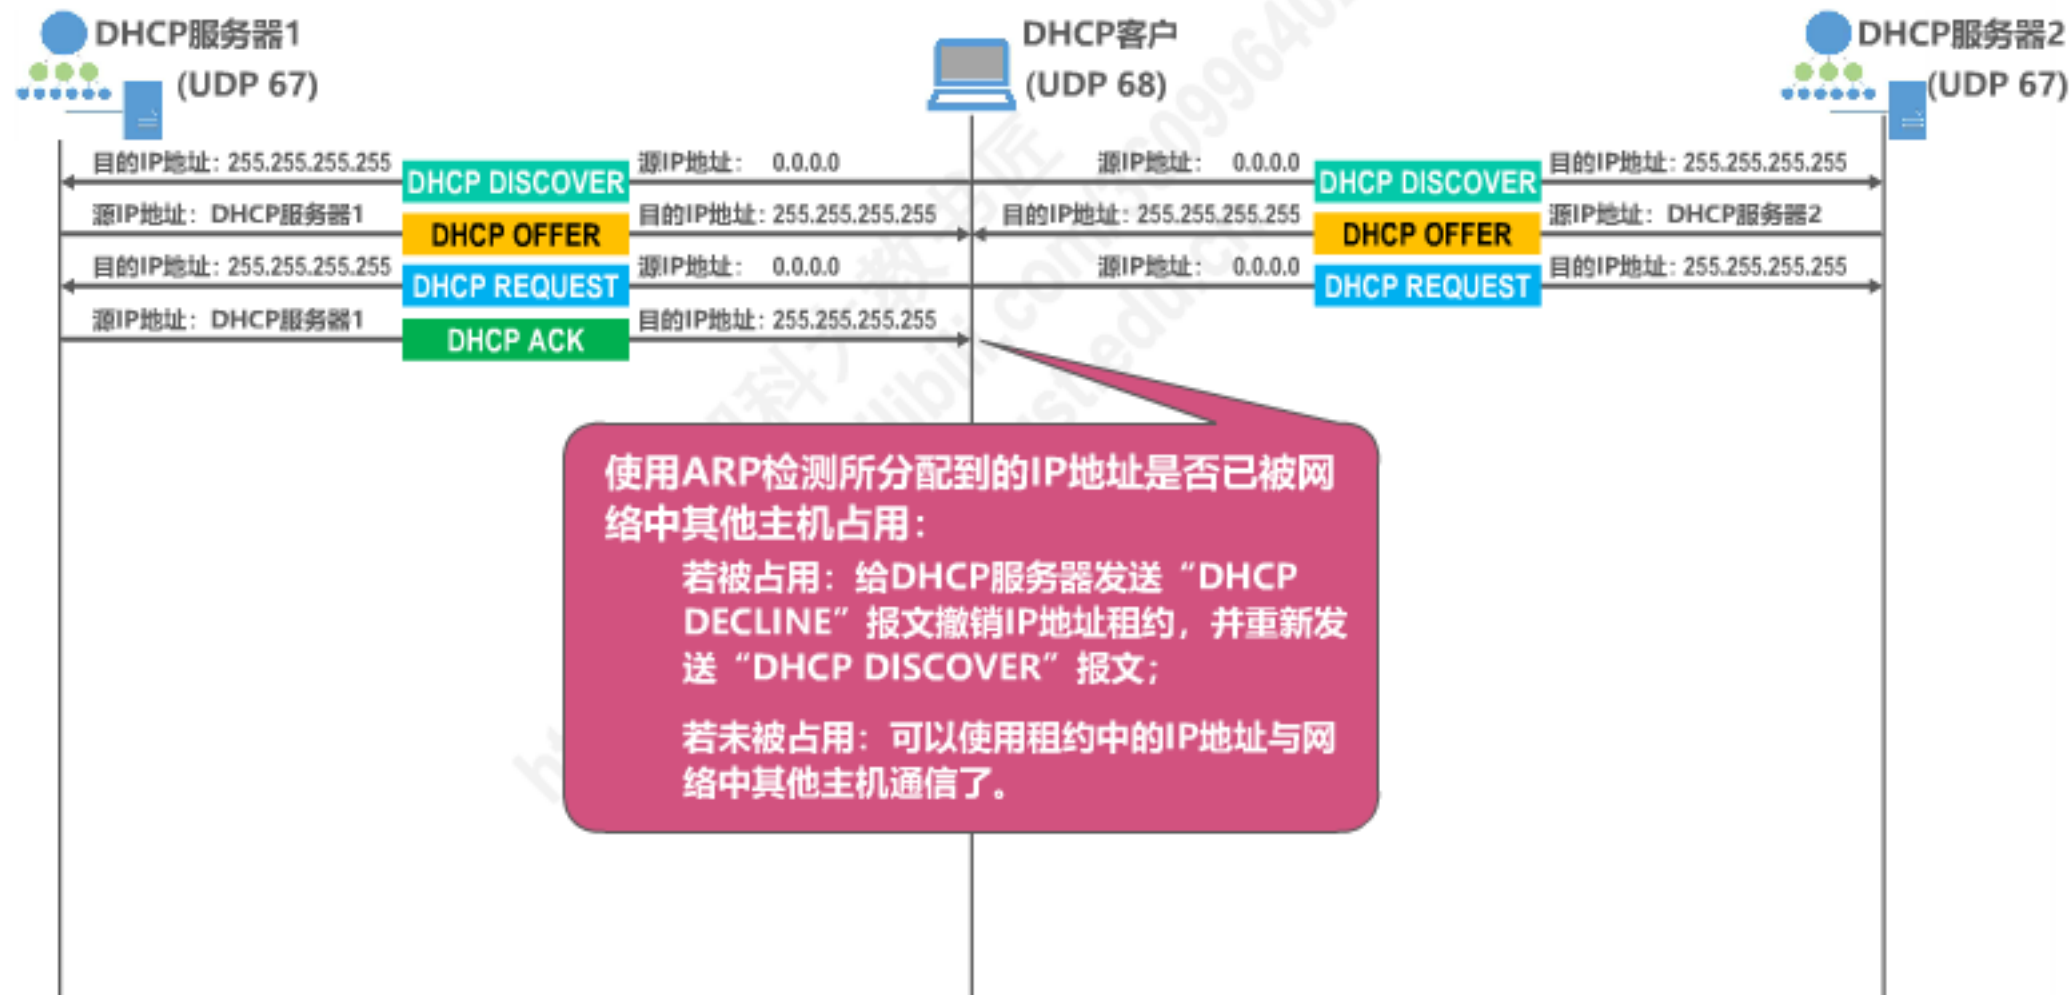 DHCP服务器1
(UDP 67)
DHCP客户
(UDP 68)
DHCP服务器2
(UDP 67)
目的IP地址: 255.255.255.255 DHCP DISCOVER 源IP地址: 0.0.0.0 源IP地址: 0.0.0.0 DHCP DISCOVER 目的IP地址: 255.255.255.255
源IP地址: DHCP服务器1 DHCP OFFER 目的IP地址: 255.255.255.255 目的IP地址: 255.255.255.255 DHCP OFFER 源IP地址: DHCP服务器2
目的IP地址: 255.255.255.255 DHCP REQUEST 源IP地址: 0.0.0.0 源IP地址: 0.0.0.0 DHCP REQUEST 目的IP地址: 255.255.255.255
源IP地址: DHCP服务器1 DHCP ACK 目的IP地址: 255.255.255.255
使用ARP检测所分配到的IP地址是否已被网
络中其他主机占用：
若被占用：给DHCP服务器发送“DHCP
DECLINE”报文撤销IP地址租约，并重新发
送“DHCP DISCOVER”报文；
若未被占用：可以使用租约中的IP地址与网
络中其他主机通信了。